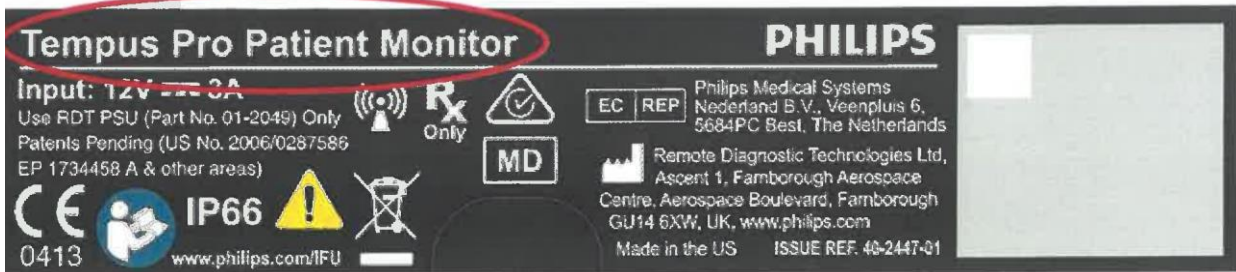 Tempus Pro Patient Monitor
PHILIPS
Input: 12V 3A
Use RDT PSU (Part No. 01-2049) Only
Patents Pending (US No. 2006/0287586
EP 1734458 A & other areas)
Rx
Only
MD
EC REP
Philips Medical Systems
Nederland B.V., Veenpluis 6,
5684PC Best, The Netherlands
Remote Diagnostic Technologies Ltd,
Ascent 1, Farnborough Aerospace
Centre, Aerospace Boulevard, Farnborough
GU14 6XW, UK, www.philips.com
Made in the US ISSUE REF. 40-2447-01
CE
0413
IP66
www.philips.com/IFU